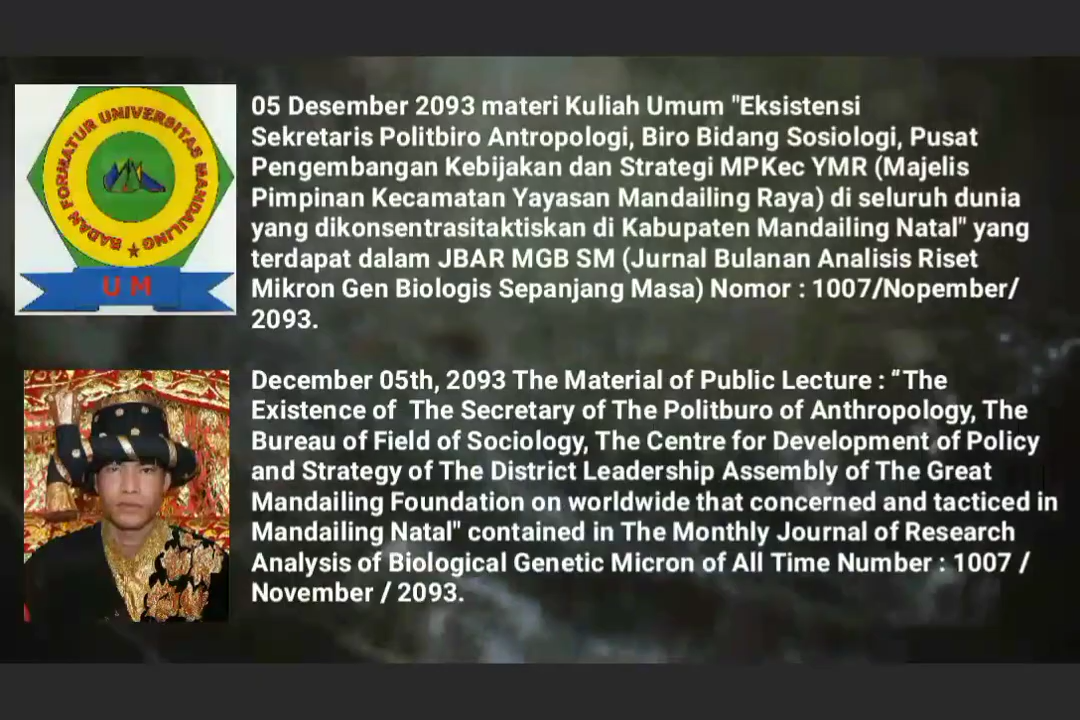 BADAN FORMATUR UNIVERSITAS MANDAILING
U M
05 Desember 2093 materi Kuliah Umum "Eksistensi
Sekretaris Politbiro Antropologi, Biro Bidang Sosiologi, Pusat
Pengembangan Kebijakan dan Strategi MPKec YMR (Majelis
Pimpinan Kecamatan Yayasan Mandailing Raya) di seluruh dunia
yang dikonsentrasitaktiskan di Kabupaten Mandailing Natal" yang
terdapat dalam JBAR MGB SM (Jurnal Bulanan Analisis Riset
Mikron Gen Biologis Sepanjang Masa) Nomor : 1007/Nopember/
2093.
December 05th, 2093 The Material of Public Lecture : “The
Existence of The Secretary of The Politburo of Anthropology, The
Bureau of Field of Sociology, The Centre for Development of Policy
and Strategy of The District Leadership Assembly of The Great
Mandailing Foundation on worldwide that concerned and tacticed in
Mandailing Natal" contained in The Monthly Journal of Research
Analysis of Biological Genetic Micron of All Time Number : 1007 /
November / 2093.